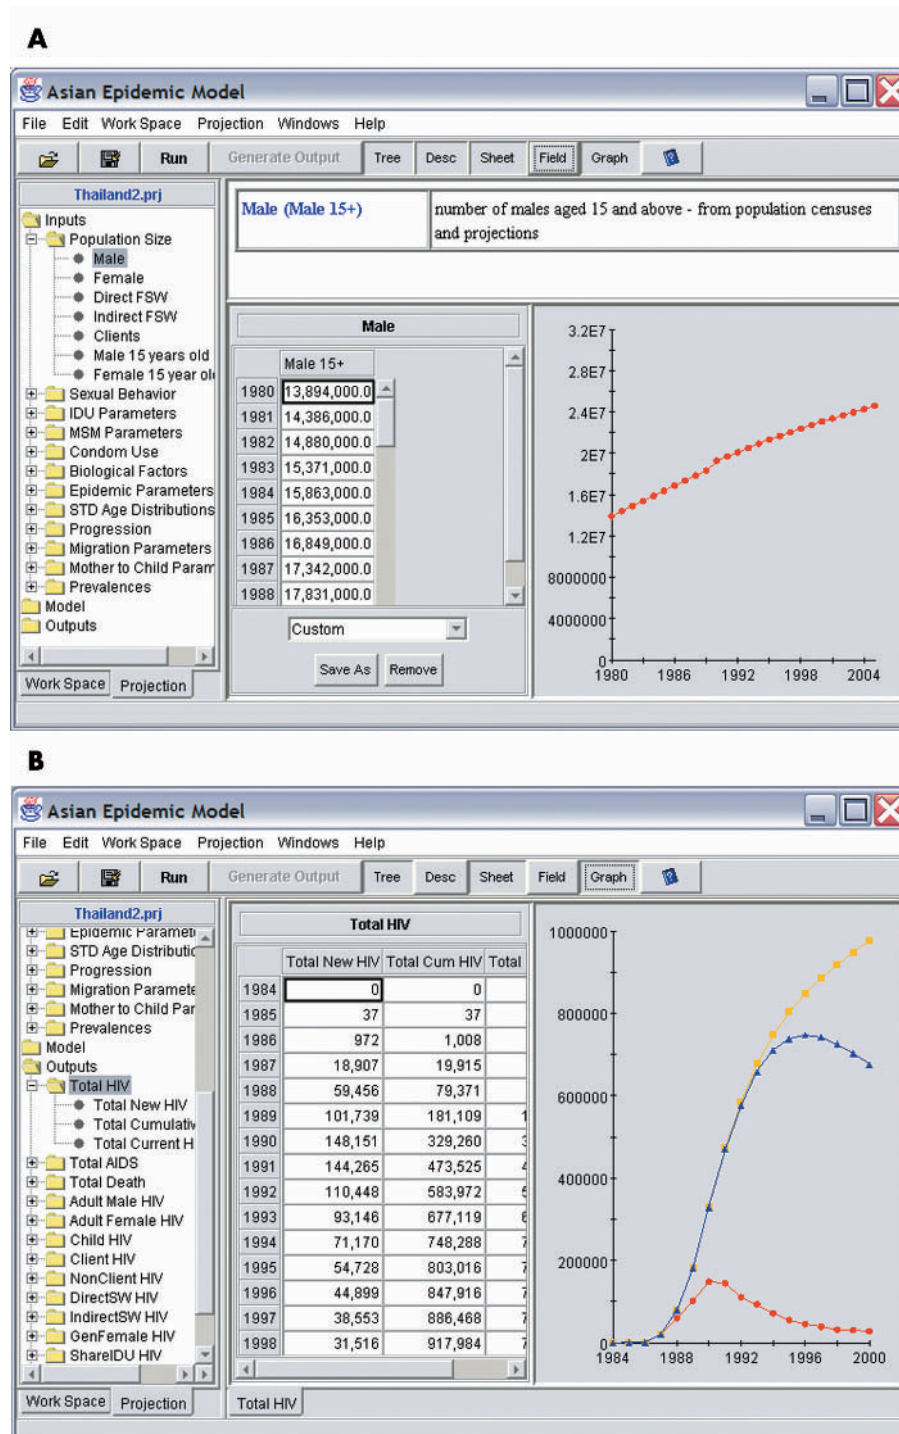 A
Asian Epidemic Model
File Edit Work Space Projection Windows Help
Run Generate Output Tree Desc Sheet Field Graph
Thailand2.prj
Inputs
Population Size
Male
Female
Direct FSW
Indirect FSW
Clients
Male 15 years old
Female 15 year old
Sexual Behavior
IDU Parameters
MSM Parameters
Condom Use
Biological Factors
Epidemic Parameters
STD Age Distributions
Progression
Migration Parameters
Mother to Child Param
Prevalences
Model
Outputs
Work Space Projection
Male (Male 15+)
number of males aged 15 and above - from population censuses
and projections
Male
Male 15+
1980 13,894,000.0
1981 14,386,000.0
1982 14,880,000.0
1983 15,371,000.0
1984 15,863,000.0
1985 16,353,000.0
1986 16,849,000.0
1987 17,342,000.0
1988 17,831,000.0
Custom
Save As Remove
3.2E7
2.8E7
2.4E7
2E7
1.6E7
1.2E7
8000000
4000000
0
1980 1986 1992 1998 2004
B
Asian Epidemic Model
File Edit Work Space Projection Windows Help
Run Generate Output Tree Desc Sheet Field Graph
Thailand2.prj
Epidemic Paramet
STD Age Distributic
Progression
Migration Paramete
Mother to Child Par
Prevalences
Model
Outputs
Total HIV
Total New HIV
Total Cumulativ
Total Current H
Total AIDS
Total Death
Adult Male HIV
Adult Female HIV
Child HIV
Client HIV
NonClient HIV
DirectSW HIV
IndirectSW HIV
GenFemale HIV
ShareIDU HIV
Work Space Projection
Total HIV
Total New HIV Total Cum HIV Total
1984 0 0
1985 37 37
1986 972 1,008
1987 18,907 19,915
1988 59,456 79,371
1989 101,739 181,109 1
1990 148,151 329,260 3
1991 144,265 473,525 4
1992 110,448 583,972 5
1993 93,146 677,119 6
1994 71,170 748,288 7
1995 54,728 803,016 7
1996 44,899 847,916 7
1997 38,553 886,468 7
1998 31,516 917,984 7
Total HIV
1000000
800000
600000
400000
200000
0
1984 1988 1992 1996 2000